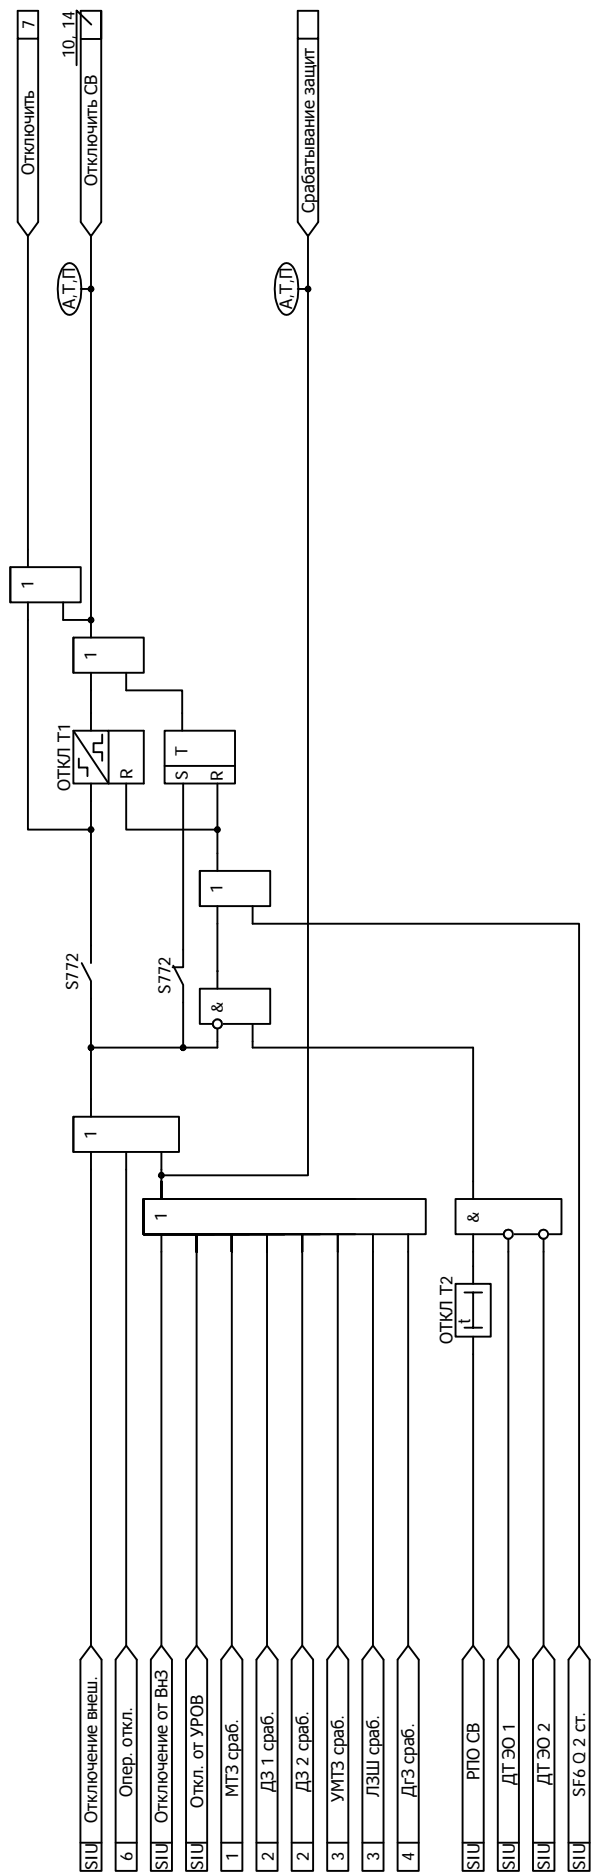 SIU Отключение внеш.
6 Опер. откл.
SIU Отключение от ВнЗ
SIU Откл. от УРОВ
1 МТЗ сраб.
2 ДЗ 1 сраб.
2 ДЗ 2 сраб.
3 УМТЗ сраб.
3 ЛЗШ сраб.
4 ДгЗ сраб.
SIU РПО СВ
SIU ДТ ЭО 1
SIU ДТ ЭО 2
SIU SF6 Q 2 ст.
ОТКЛ Т2
t
&
1
1
&
1
S772
S772
ОТКЛ Т1
R
S T
R
1
1
А,Т,П
А,Т,П
Отключить 7
Отключить СВ
10, 14
Срабатывание защит